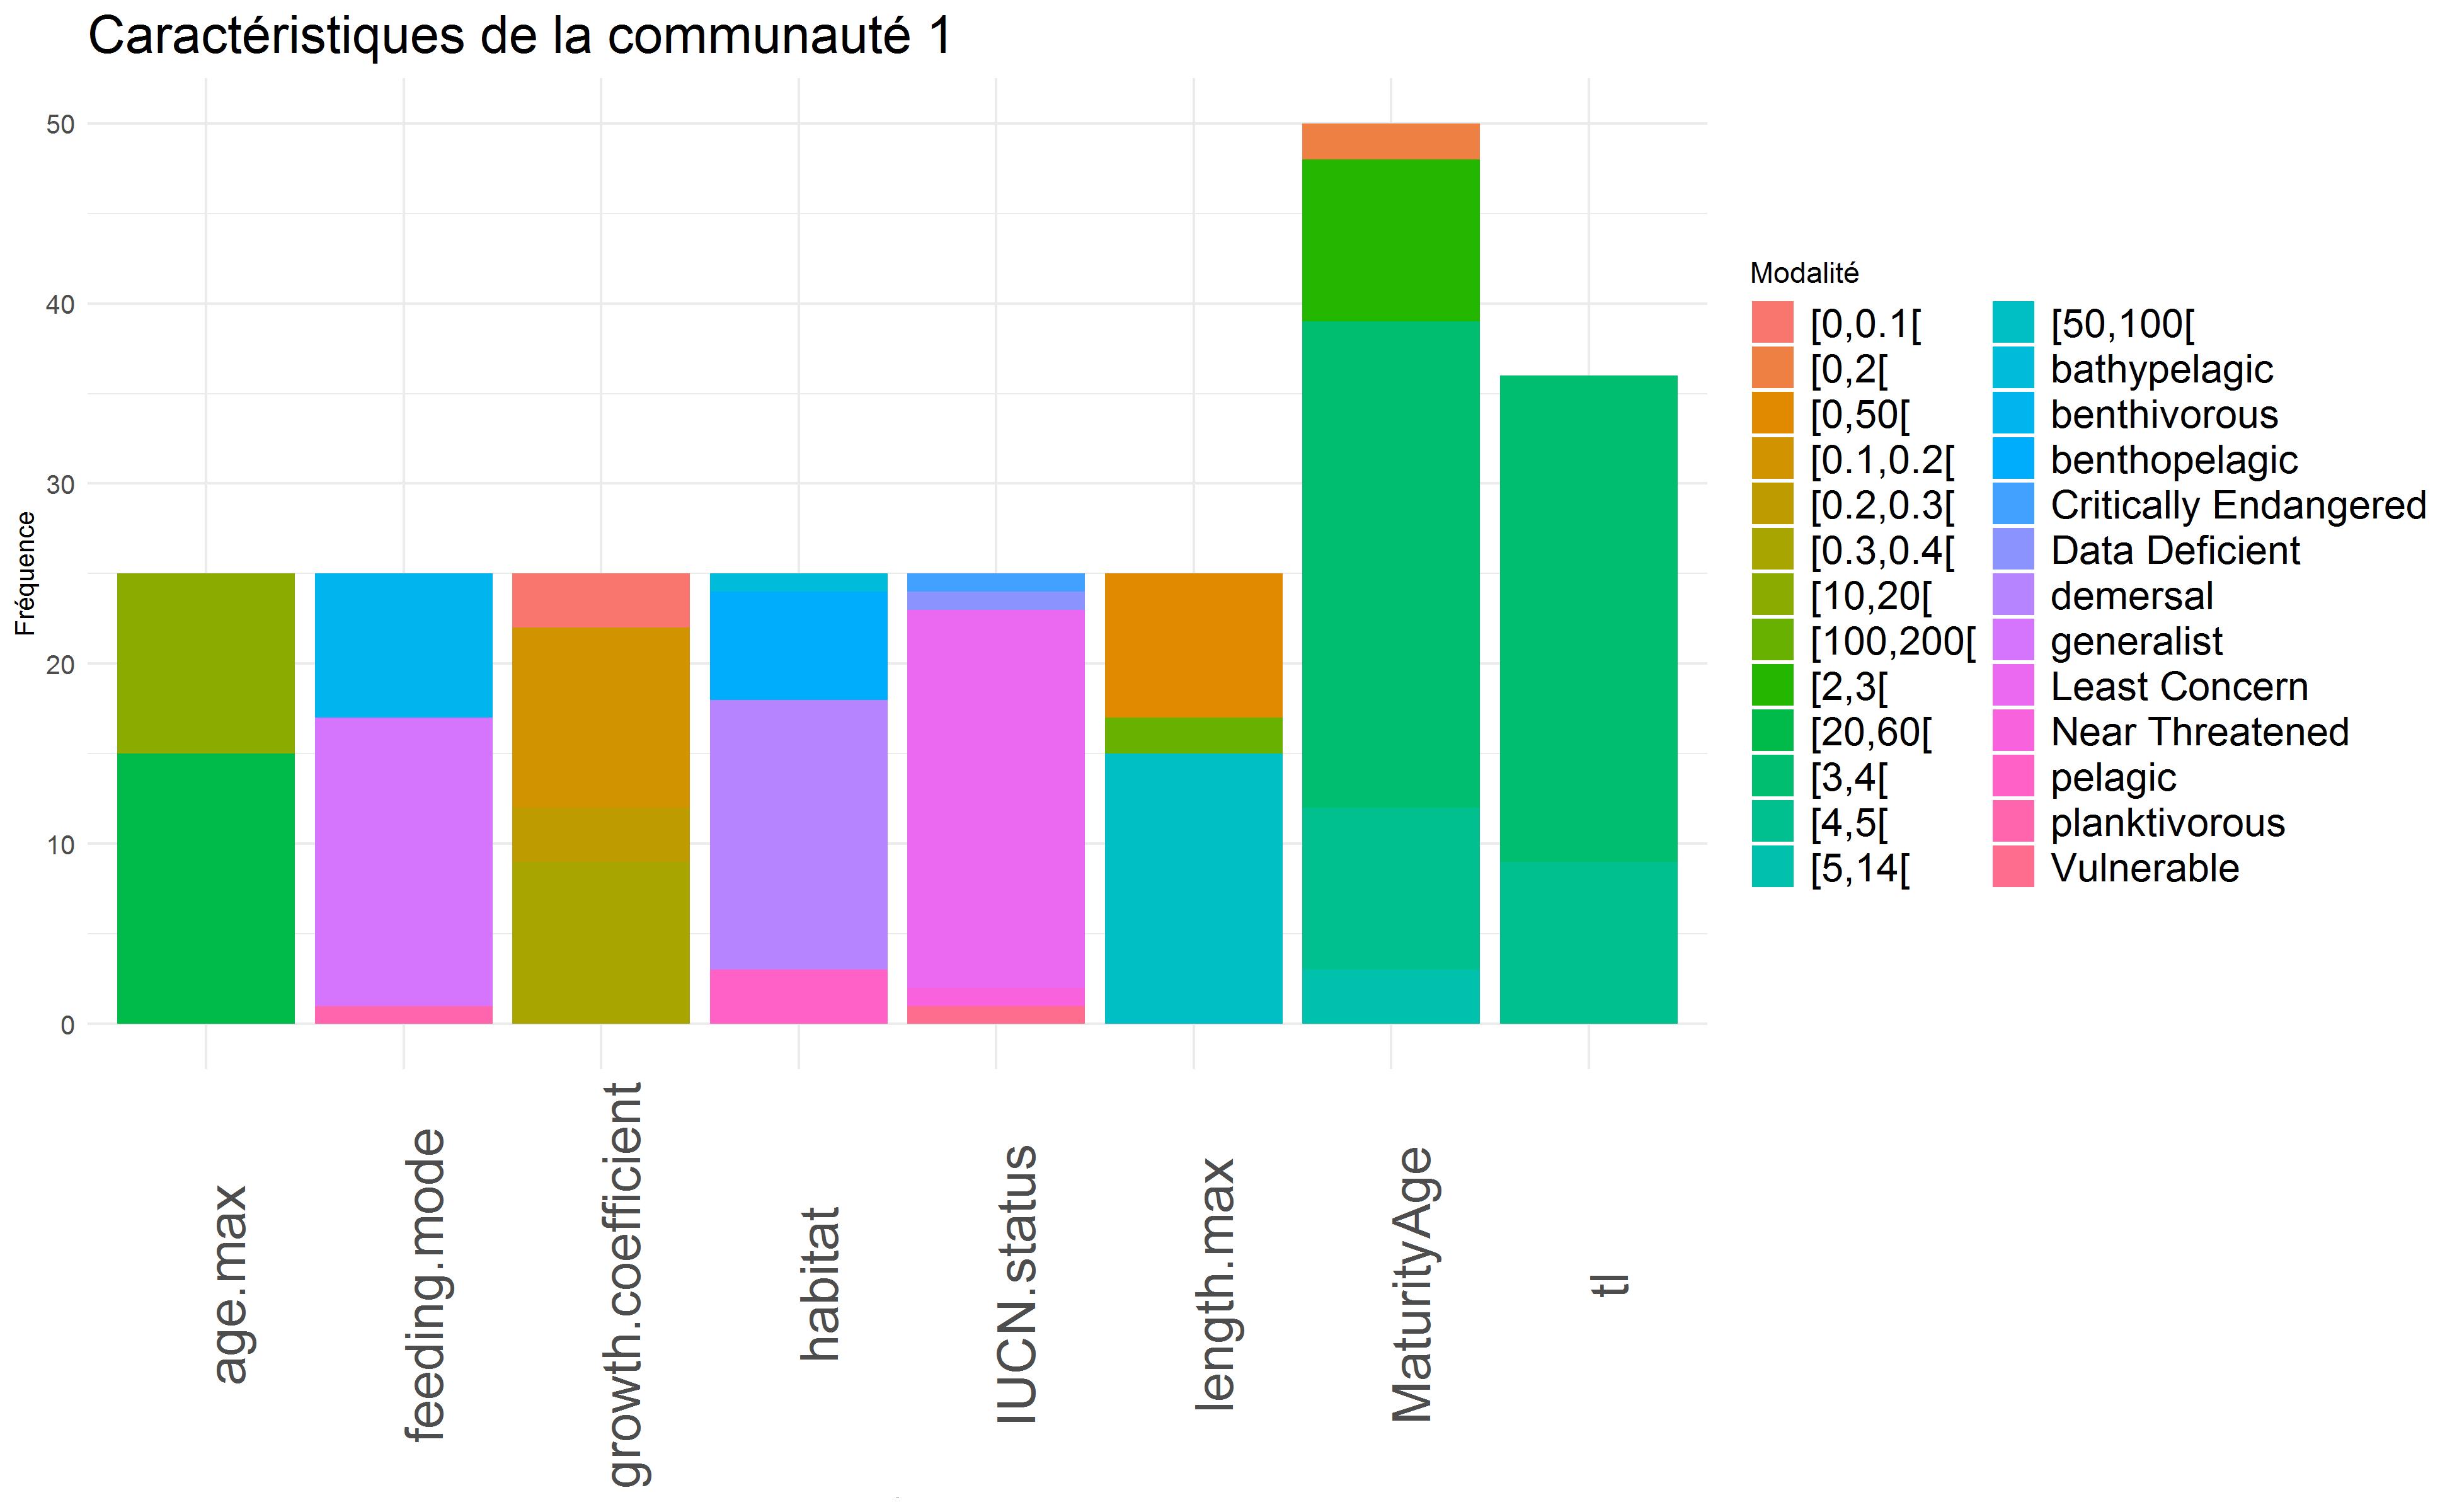 Caractéristiques de la communauté 1
50
40
30
20
10
0
Fréquence
age.max
feeding.mode
growth.coefficient
habitat
IUCN.status
length.max
MaturityAge
tl
Modalité
[0,0.1[
[0,2[
[0,50[
[0.1,0.2[
[0.2,0.3[
[0.3,0.4[
[10,20[
[100,200[
[2,3[
[20,60[
[3,4[
[4,5[
[5,14[
[50,100[
bathypelagic
benthivorous
benthopelagic
Critically Endangered
Data Deficient
demersal
generalist
Least Concern
Near Threatened
pelagic
planktivorous
Vulnerable